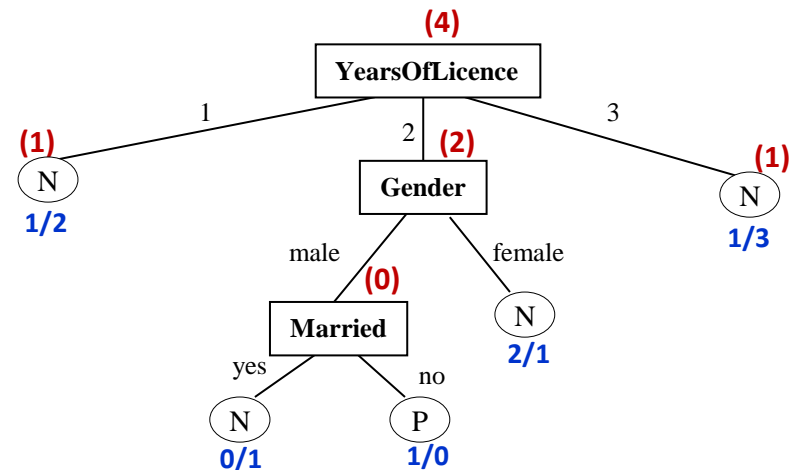 (4)
YearsOfLicence
1
2
3
(1)
N
1/2
(2)
Gender
(1)
N
1/3
male
female
(0)
Married
N
2/1
yes
no
N
0/1
P
1/0